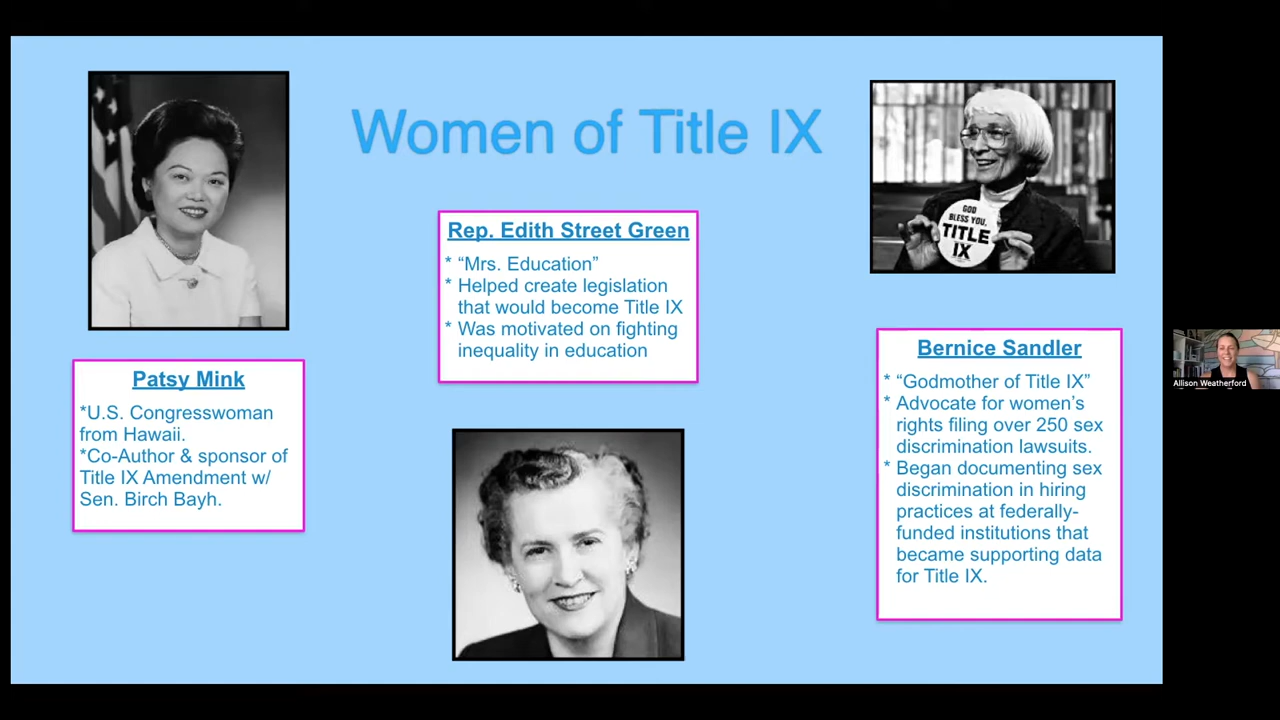 Women of Title IX
Patsy Mink
*U.S. Congresswoman
from Hawaii.
*Co-Author & sponsor of
Title IX Amendment w/
Sen. Birch Bayh.
Rep. Edith Street Green
* “Mrs. Education”
* Helped create legislation
that would become Title IX
* Was motivated on fighting
inequality in education
GOD
BLESS YOU,
TITLE
IX
Bernice Sandler
* “Godmother of Title IX”
* Advocate for women’s
rights filing over 250 sex
discrimination lawsuits.
* Began documenting sex
discrimination in hiring
practices at federally-
funded institutions that
became supporting data
for Title IX.
Allison Weatherford